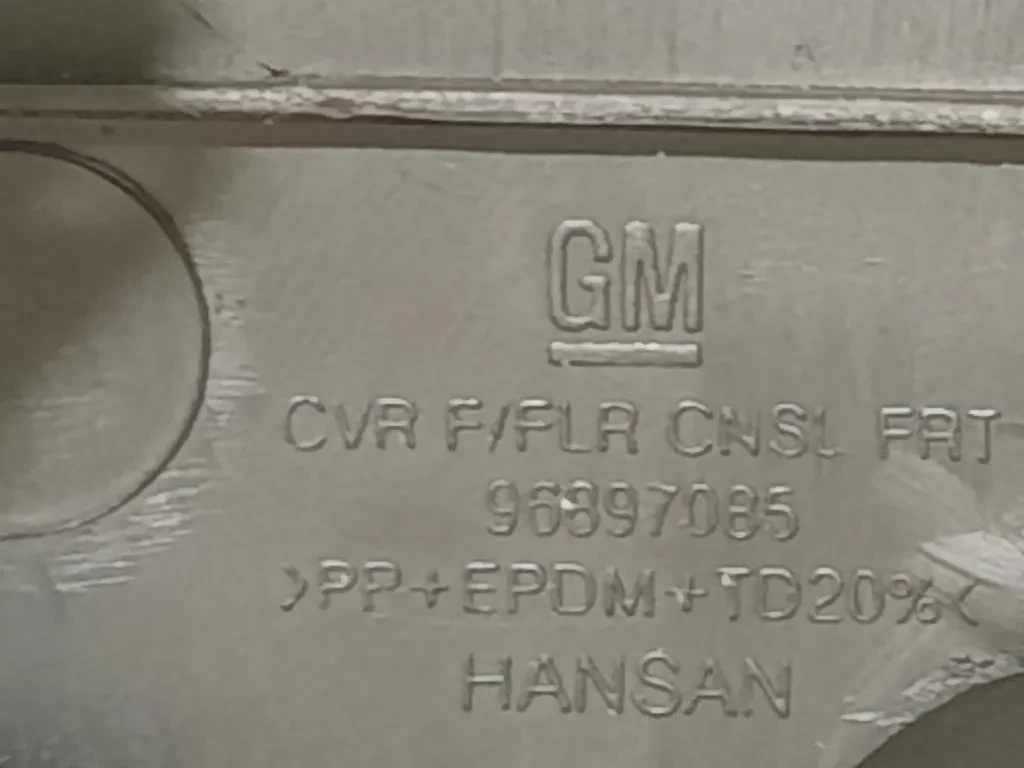 GM
CVR F/FLR CNSL FRT
96897085
>PP+EPDM+TD20%<
HANSAN